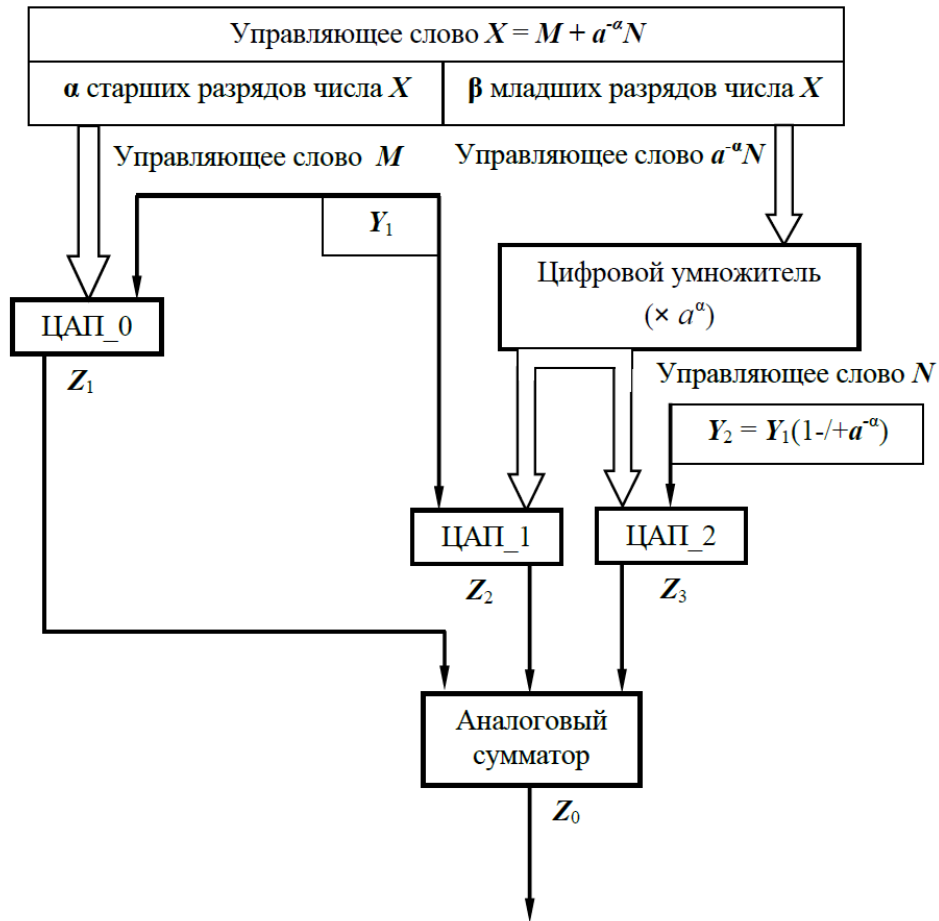 Управляющее слово X = M + a^{-α}N
α старших разрядов числа X
β младших разрядов числа X
Управляющее слово M
Управляющее слово a^{-α}N
Y₁
Цифровой умножитель
(× a^{α})
ЦАП_0
Z₁
Управляющее слово N
Y₂ = Y₁(1-/+a^{-α})
ЦАП_1
ЦАП_2
Z₂
Z₃
Аналоговый
сумматор
Z₀